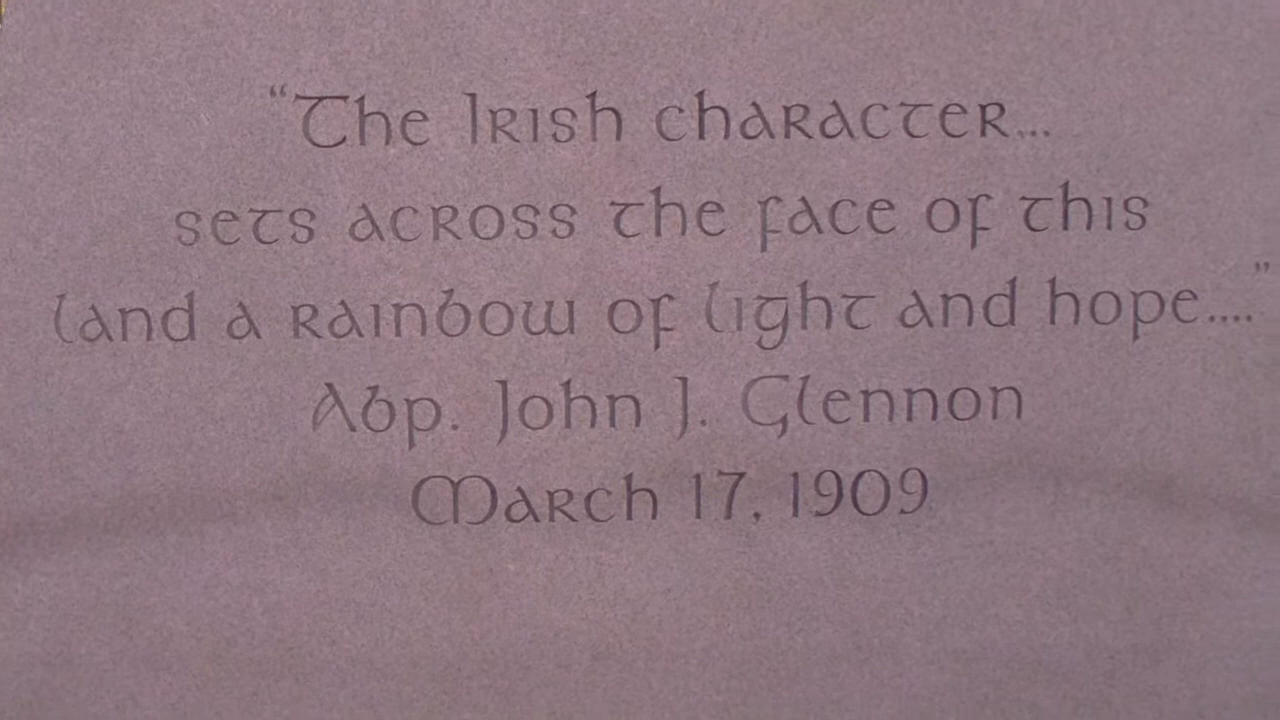 "The Irish character...
sets across the face of this
land a rainbow of light and hope...."
Abp. John J. Glennon
March 17, 1909